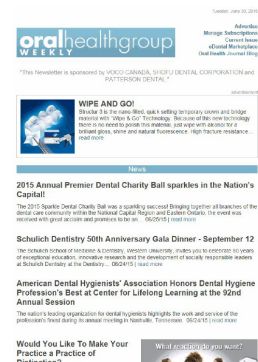 Tuesday, June 30, 2015
Advertise
Manage Subscriptions
Current Issue
eDental Marketplace
Oral Health Journal Blog
oralhealthgroup
WEEKLY
"This Newsletter is sponsored by VOCO CANADA, SHOFU DENTAL CORPORATION and
PATTERSON DENTAL "
advertisement
WIPE AND GO!
Structur 3 is the nano-filled, quick setting temporary crown and bridge
material with 'Wipe & Go' Technology. Because of this new technology
there is no need to polish this material, just wipe with alcohol for a
brilliant gloss, shine and natural fluorescence. High fracture resistance...
read more
News
2015 Annual Premier Dental Charity Ball sparkles in the Nation's
Capital!
The 2015 Sparkle Dental Charity Ball was a sparkling success! Bringing together all branches of the
dental care community within the National Capital Region and Eastern Ontario, the event was
received with great acclaim and promises to be an... 06/26/15 | read more
Schulich Dentistry 50th Anniversary Gala Dinner - September 12
The Schulich School of Medicine & Dentistry, Western University, invites you to celebrate 50 years
of exceptional education, innovative research and the development of socially responsible leaders
at Schulich Dentistry at the Dentistry... 06/24/15 | read more
American Dental Hygienists' Association Honors Dental Hygiene
Profession's Best at Center for Lifelong Learning at the 92nd
Annual Session
The nation's leading organization for dental hygienists highlights the work and service of the
profession's finest during its annual meeting in Nashville, Tennessee. 06/24/15 | read more
Would You Like To Make Your
Practice a Practice of
What reaction do you want?